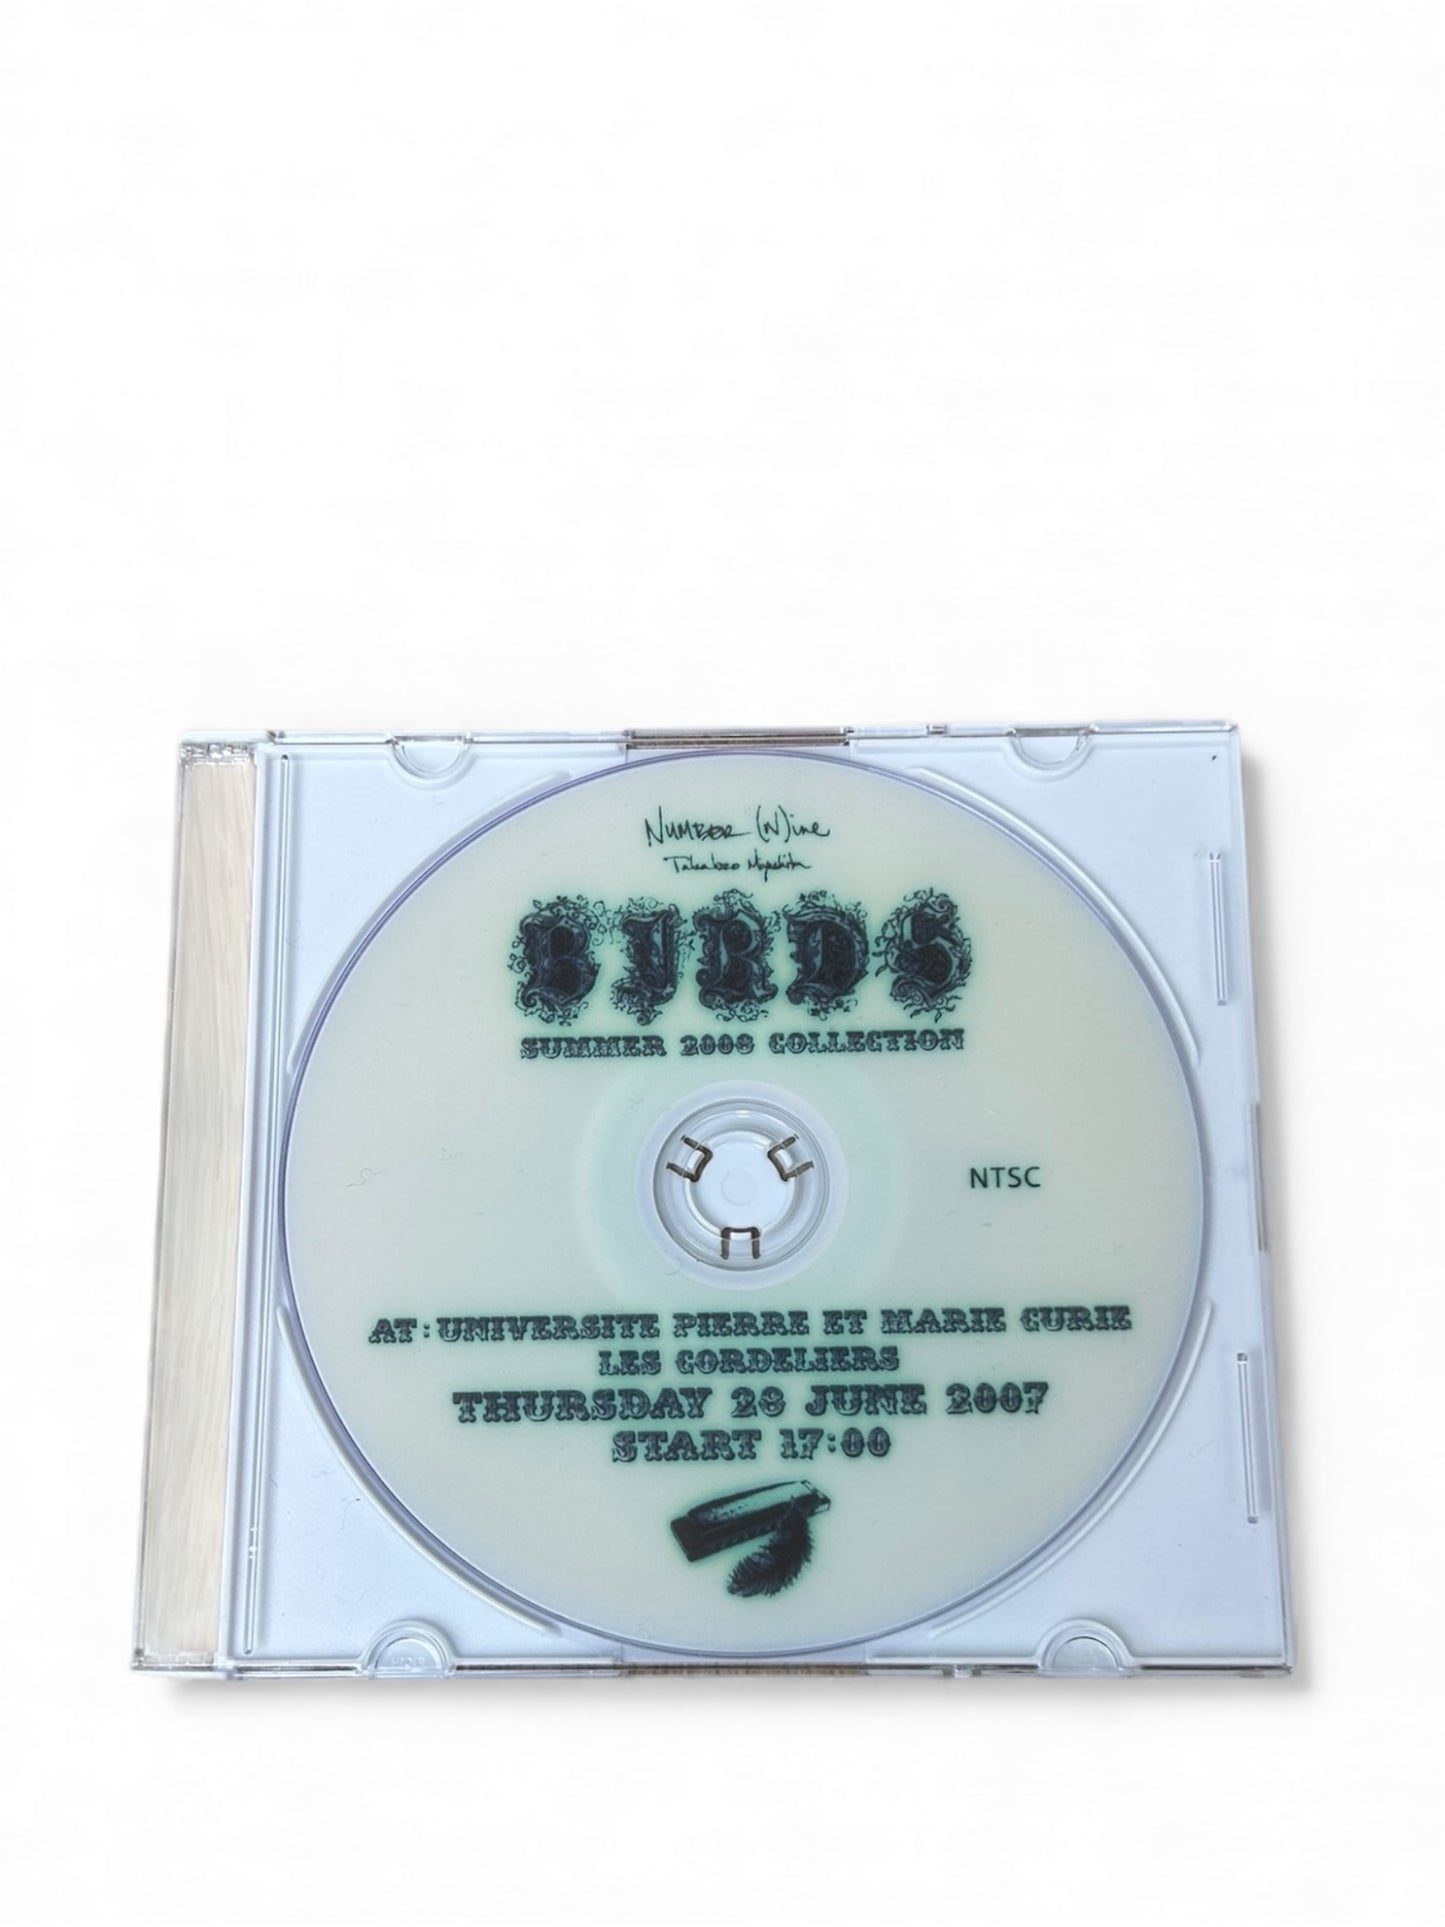 NUMBER (N)ine
Takahiro Miyashita
BIRDS
SUMMER 2008 COLLECTION
NTSC
AT : UNIVERSITE PIERRE ET MARIE CURIE
LES CORDELIERS
THURSDAY 28 JUNE 2007
START 17:00